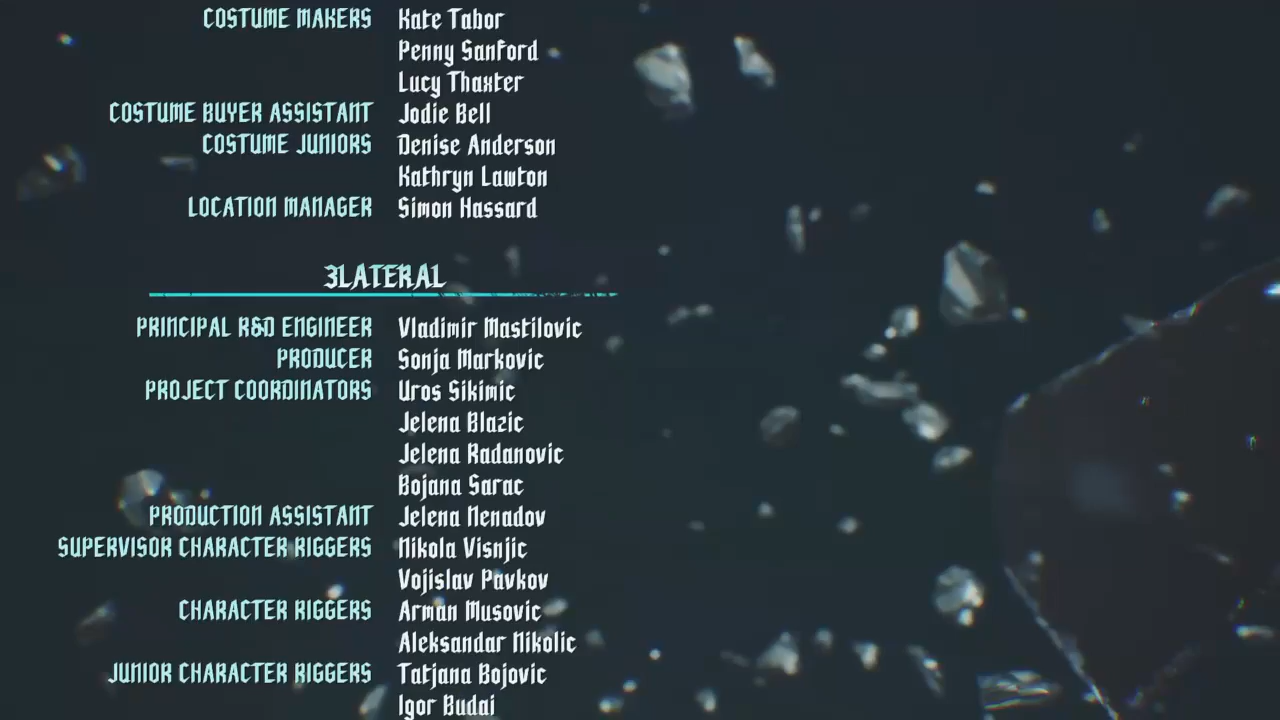 COSTUME MAKERS Kate Tabor
Penny Sanford
Lucy Thaxter
COSTUME BUYER ASSISTANT Jodie Bell
COSTUME JUNIORS Denise Anderson
Kathryn Lawton
LOCATION MANAGER Simon Hassard
3LATERAL
PRINCIPAL R&D ENGINEER Vladimir Mastilovic
PRODUCER Sonja Markovic
PROJECT COORDINATORS Uros Sikimic
Jelena Blazic
Jelena Radanovic
Bojana Sarac
PRODUCTION ASSISTANT Jelena Nenadov
SUPERVISOR CHARACTER RIGGERS Nikola Visnjic
Vojislav Pavkov
CHARACTER RIGGERS Arman Musovic
Aleksandar Nikolic
JUNIOR CHARACTER RIGGERS Tatjana Bojovic
Igor Budai